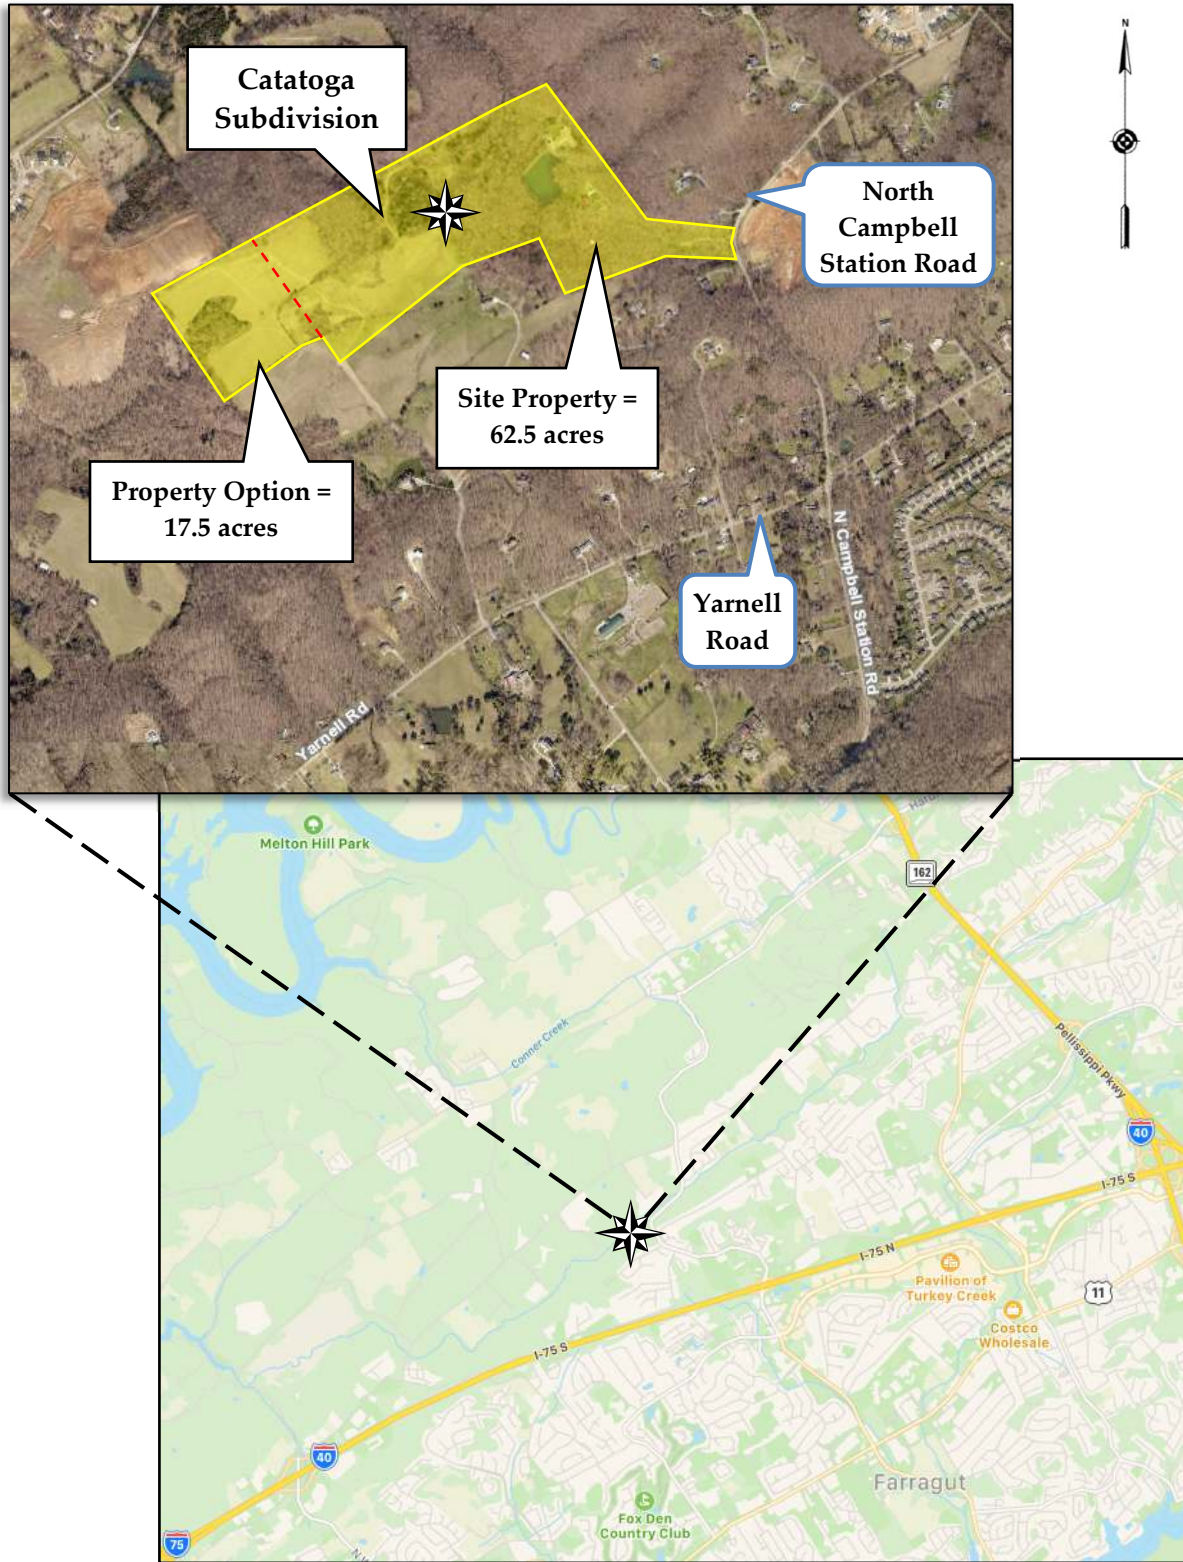 N
Catatoga
Subdivision
North
Campbell
Station Road
Site Property =
62.5 acres
Property Option =
17.5 acres
Yarnell
Road
N Campbell Station Rd
Yarnell Rd
Melton Hill Park
162
Conner Creek
Pellissippi Pkwy
40
I-75 S
I-75 N
Pavilion of
Turkey Creek
11
Costco
Wholesale
I-75 S
40
Farragut
Fox Den
Country Club
75